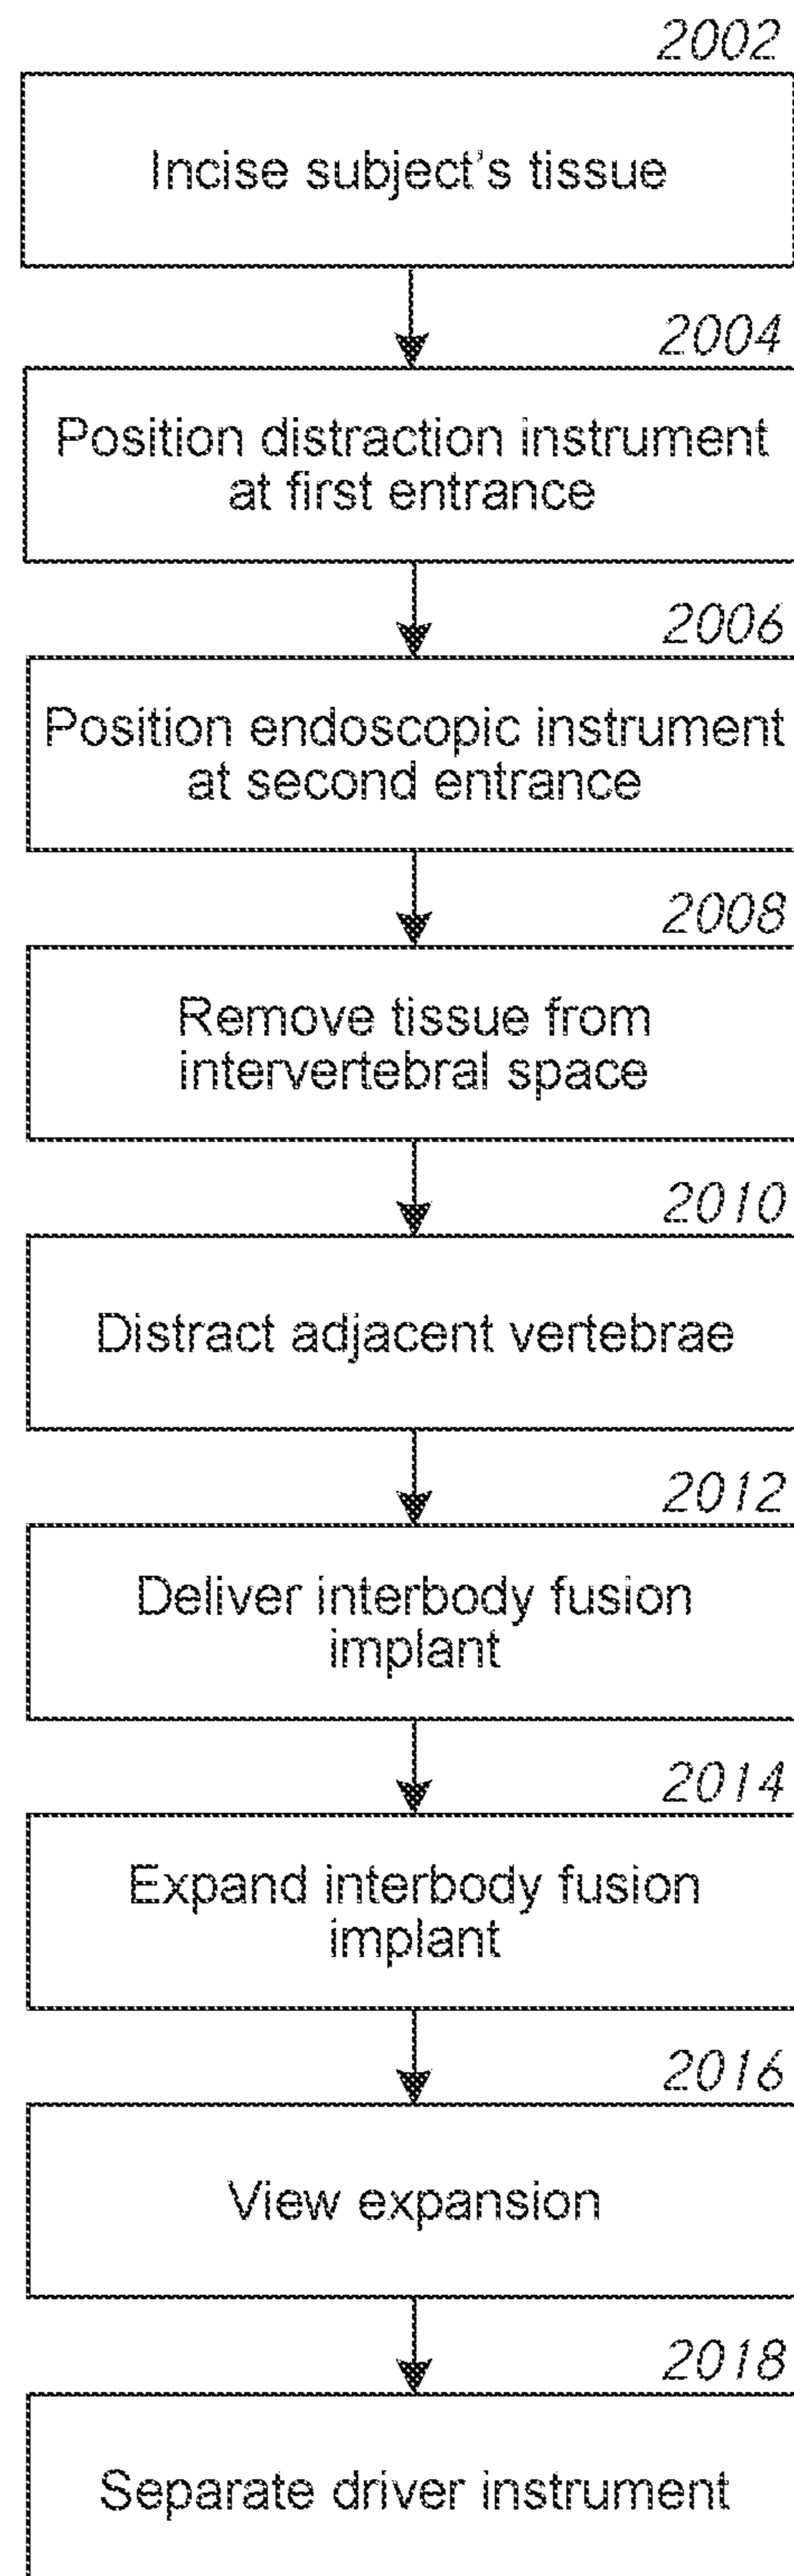 2002
Incise subject's tissue
2004
Position distraction instrument
at first entrance
2006
Position endoscopic instrument
at second entrance
2008
Remove tissue from
intervertebral space
2010
Distract adjacent vertebrae
2012
Deliver interbody fusion
implant
2014
Expand interbody fusion
implant
2016
View expansion
2018
Separate driver instrument